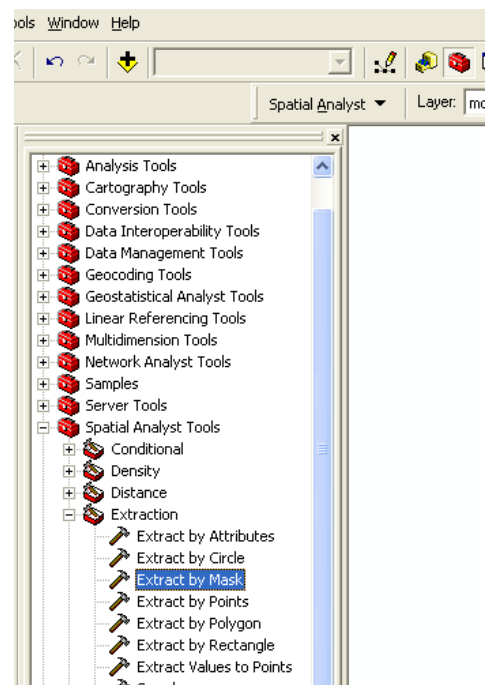 Window Help
Spatial Analyst Layer:
Analysis Tools
Cartography Tools
Conversion Tools
Data Interoperability Tools
Data Management Tools
Geocoding Tools
Geostatistical Analyst Tools
Linear Referencing Tools
Multidimension Tools
Network Analyst Tools
Samples
Server Tools
Spatial Analyst Tools
Conditional
Density
Distance
Extraction
Extract by Attributes
Extract by Circle
Extract by Mask
Extract by Points
Extract by Polygon
Extract by Rectangle
Extract Values to Points